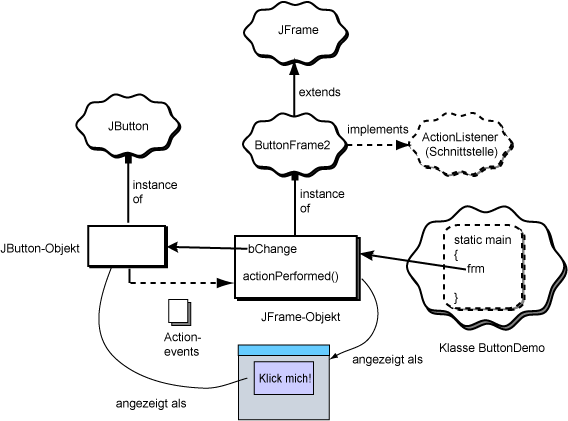 JFrame
extends
JButton
ButtonFrame2
implements
ActionListener
(Schnittstelle)
instance
of
instance
of
JButton-Objekt
bChange
actionPerformed()
static main
{
frm
}
JFrame-Objekt
Klasse ButtonDemo
Action-
events
angezeigt als
Klick mich!
angezeigt als